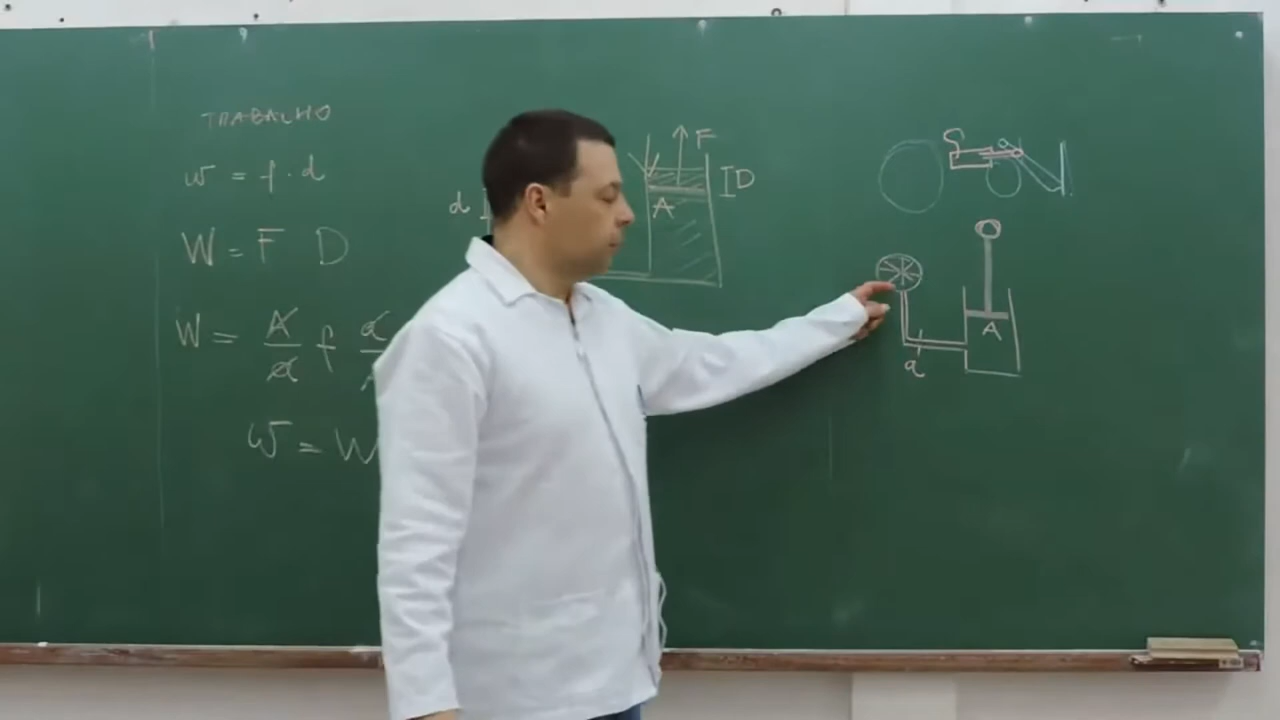 TRABALHO
w = f . d
W = F D
W = A/a f a/
w = W
d
F
A
D
A
a